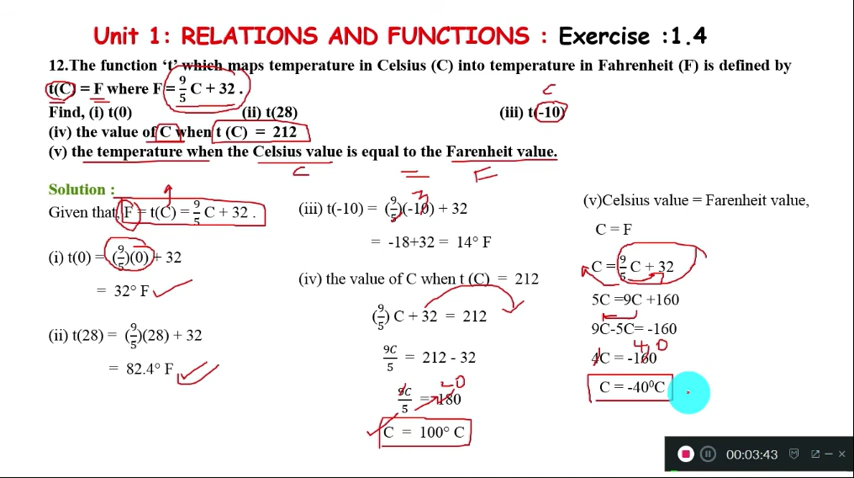 Unit 1: RELATIONS AND FUNCTIONS : Exercise :1.4
12.The function ‘t’ which maps temperature in Celsius (C) into temperature in Fahrenheit (F) is defined by
t(C) = F where F = 9/5 C + 32 .
C
Find, (i) t(0) (ii) t(28) (iii) t(-10)
(iv) the value of C when t (C) = 212
(v) the temperature when the Celsius value is equal to the Farenheit value.
C = F
Solution :
Given that, F = t(C) = 9/5 C + 32 .
(i) t(0) = (9/5)(0) + 32
= 32° F
(ii) t(28) = (9/5)(28) + 32
= 82.4° F
(iii) t(-10) = (9/5)(-10) + 32
= -18+32 = 14° F
(iv) the value of C when t (C) = 212
(9/5) C + 32 = 212
9C/5 = 212 - 32
9C/5 = 180
20
C = 100° C
(v)Celsius value = Farenheit value,
C = F
C = 9/5 C + 32
5C =9C +160
9C-5C= -160
40
4C = -160
C = -40⁰C
00:03:43